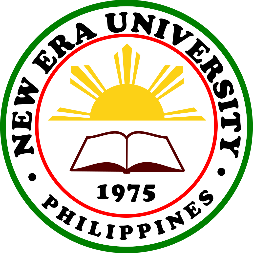 NEW ERA UNIVERSITY
1975
• PHILIPPINES •